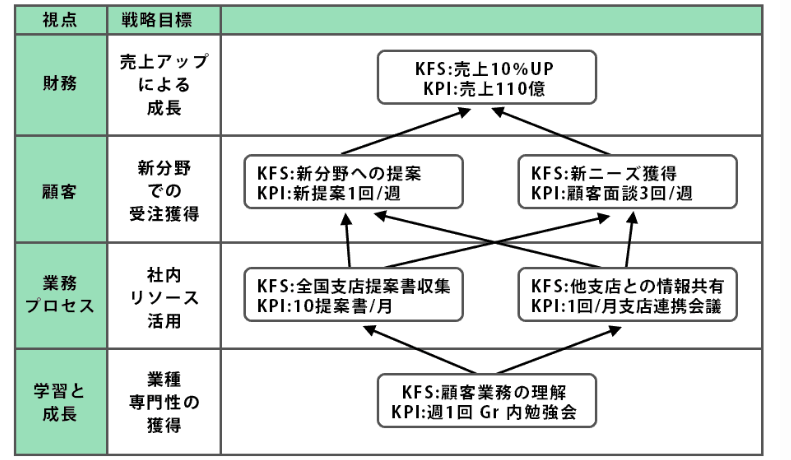 視点
戦略目標
財務
売上アップ
による
成長
KFS:売上10%UP
KPI:売上110億
顧客
新分野
での
受注獲得
KFS:新分野への提案
KPI:新提案1回/週
KFS:新ニーズ獲得
KPI:顧客面談3回/週
業務
プロセス
社内
リソース
活用
KFS:全国支店提案書収集
KPI:10提案書/月
KFS:他支店との情報共有
KPI:1回/月支店連携会議
学習と
成長
業種
専門性の
獲得
KFS:顧客業務の理解
KPI:週1回 Gr 内勉強会